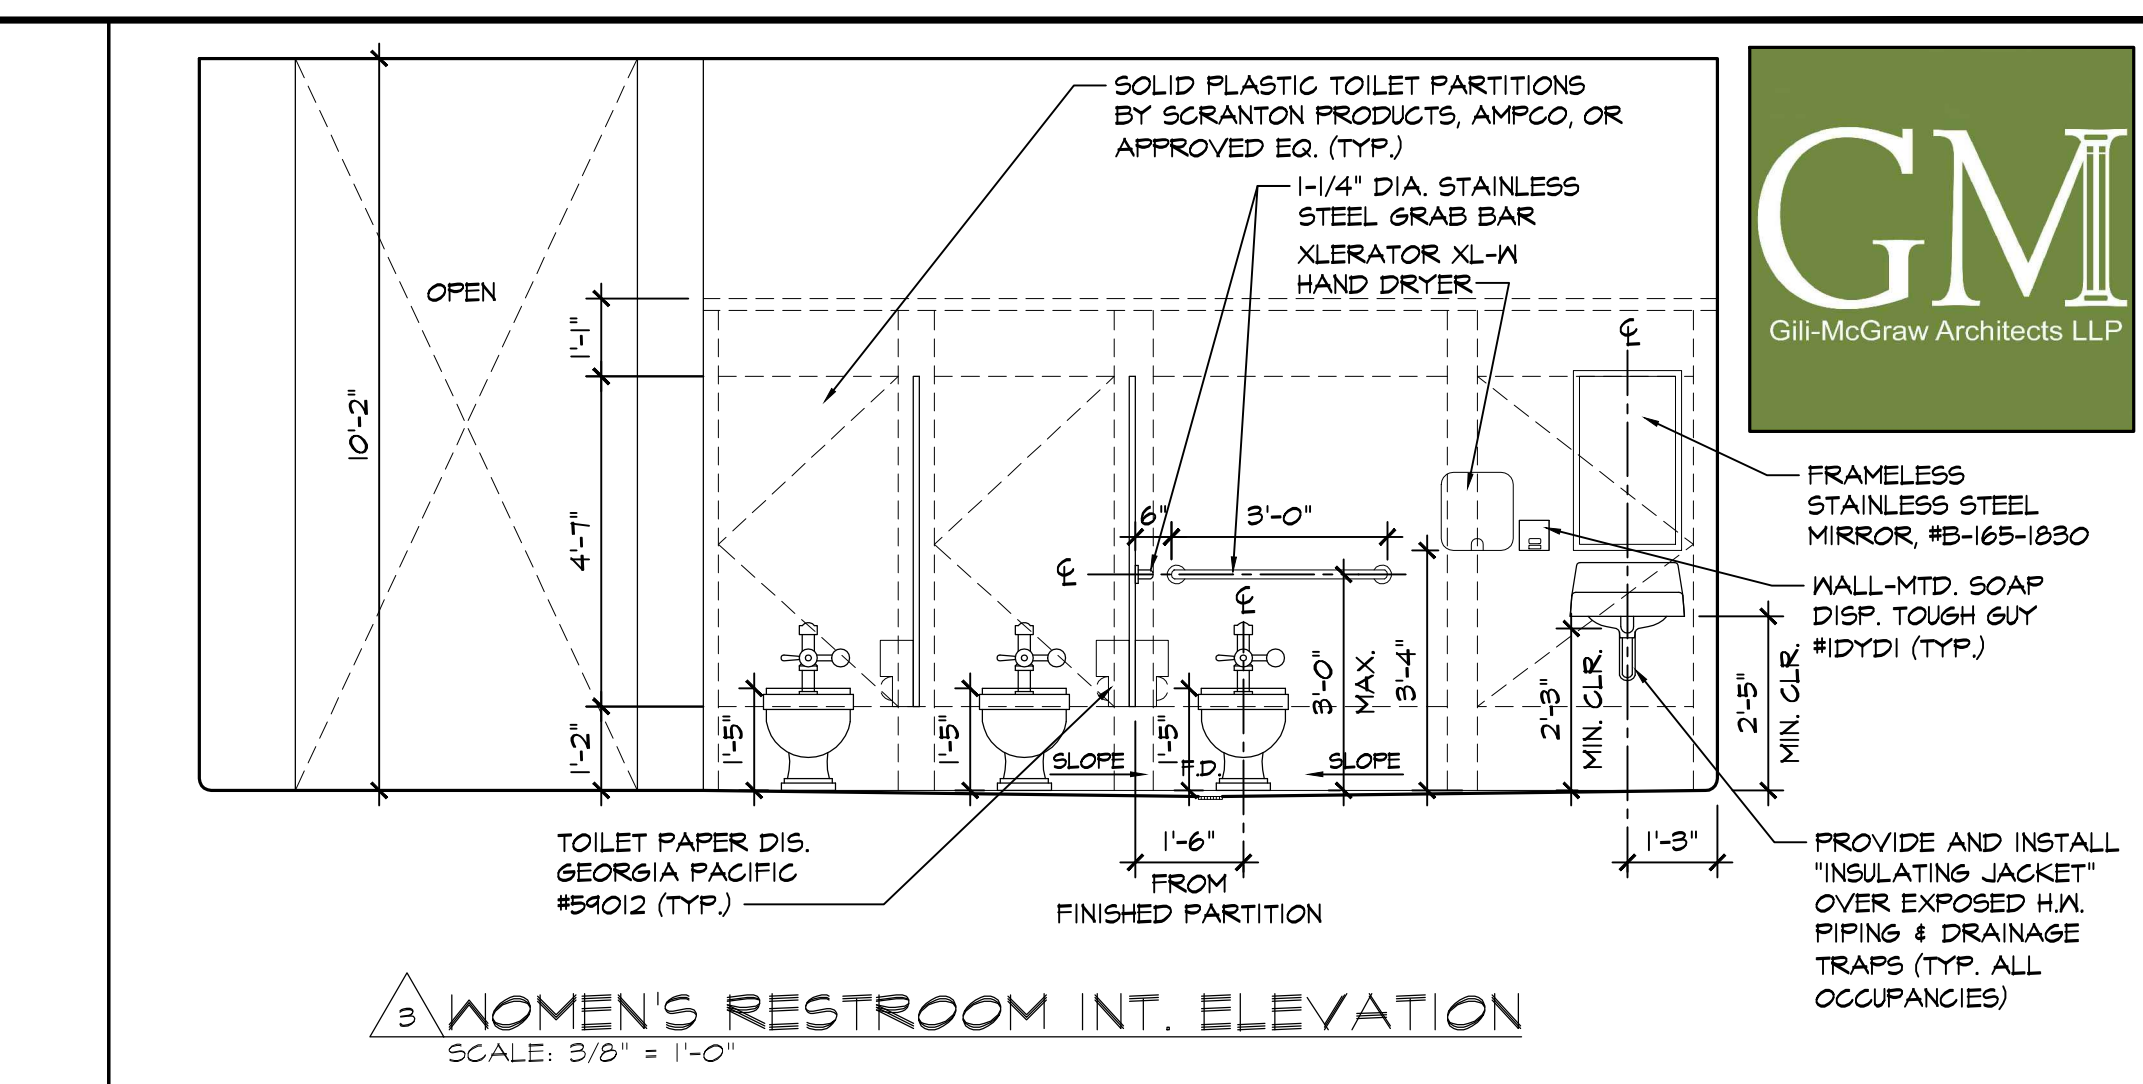 SOLID PLASTIC TOILET PARTITIONS
BY SCRANTON PRODUCTS, AMPCO, OR
APPROVED EQ. (TYP.)
1-1/4" DIA. STAINLESS
STEEL GRAB BAR
XLERATOR XL-W
HAND DRYER
GM
Gili-McGraw Architects LLP
OPEN
1'-1"
10'-2"
4'-7"
1'-2"
6"
3'-0"
℄
℄
℄
FRAMELESS
STAINLESS STEEL
MIRROR, #B-165-1830
WALL-MTD. SOAP
DISP. TOUGH GUY
#1DYD1 (TYP.)
1'-5"
1'-5"
1'-5"
SLOPE
F.D.
SLOPE
3'-0"
MAX.
3'-4"
2'-3"
MIN. CLR.
2'-5"
MIN. CLR.
TOILET PAPER DIS.
GEORGIA PACIFIC
#59012 (TYP.)
1'-6"
FROM
FINISHED PARTITION
1'-3"
PROVIDE AND INSTALL
"INSULATING JACKET"
OVER EXPOSED H.W.
PIPING & DRAINAGE
TRAPS (TYP. ALL
OCCUPANCIES)
3 WOMEN'S RESTROOM INT. ELEVATION
SCALE: 3/8" = 1'-0"